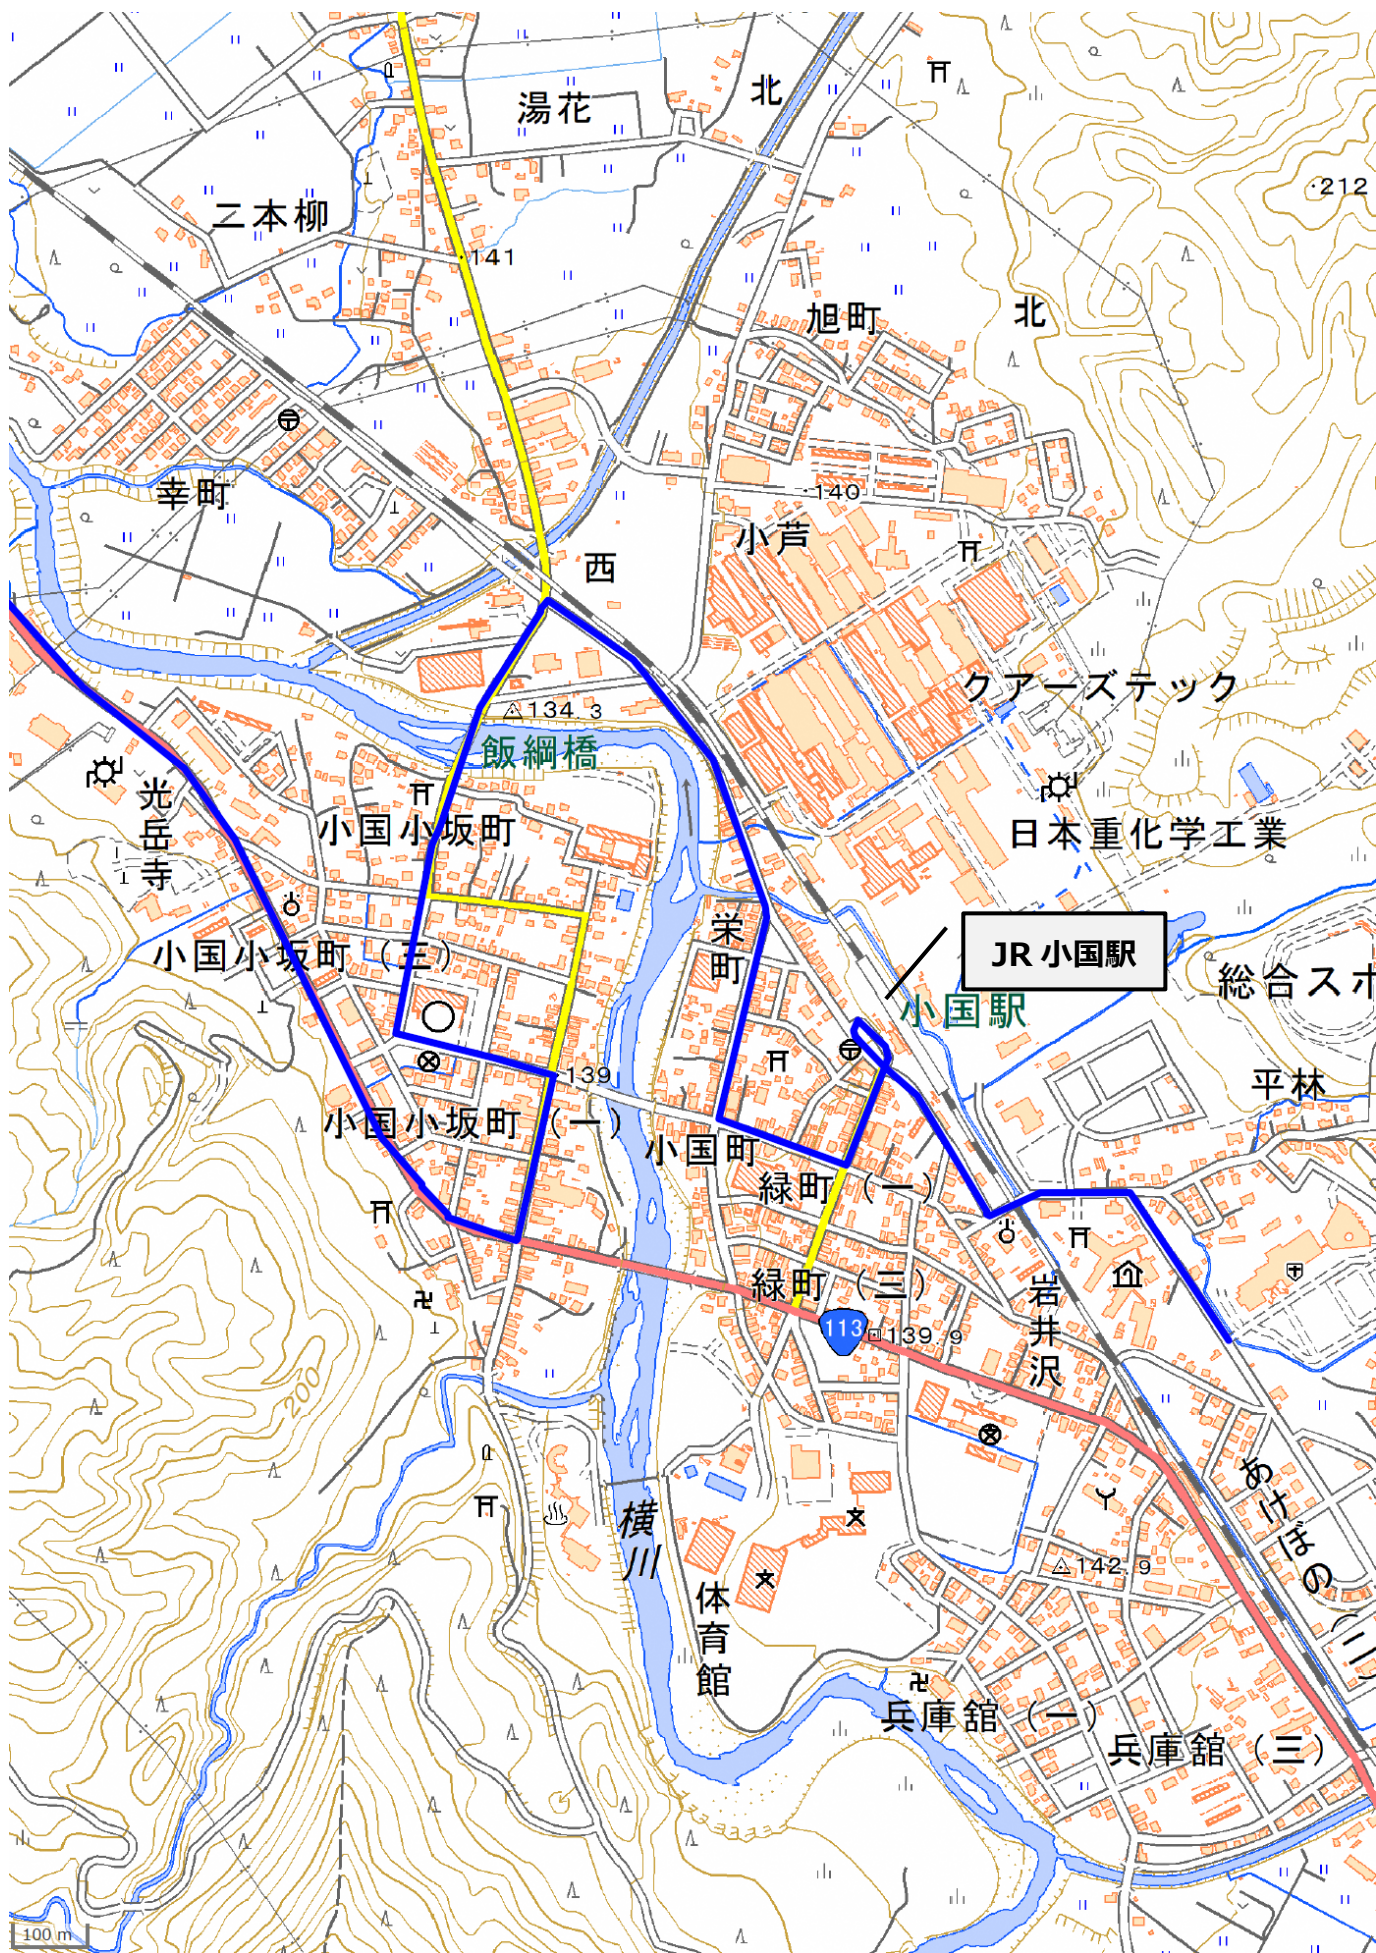 北
湯花
212
二本柳
141
旭町
北
幸町
140
小芦
西
クアーズテック
134.3
飯綱橋
光岳寺
小国小坂町
日本重化学工業
栄町
小国小坂町（三）
JR 小国駅
総合スポ
小国駅
139
平林
小国小坂町（一）
小国町
緑町（一）
緑町（三）
岩井沢
113
139.9
200
あけぼの（二）
横川
142.9
体育館
兵庫舘（一）
兵庫舘（三）
100 m